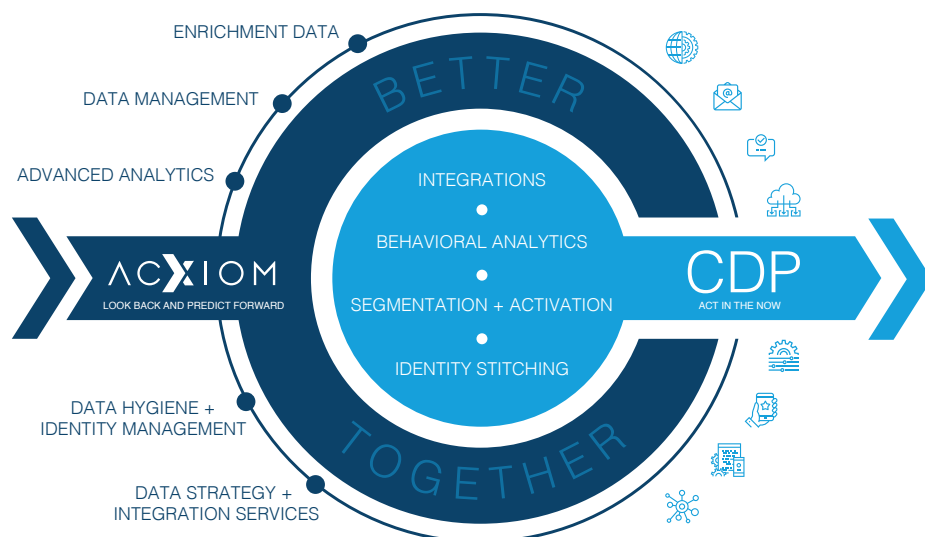 ENRICHMENT DATA
DATA MANAGEMENT
ADVANCED ANALYTICS
ACXIOM
LOOK BACK AND PREDICT FORWARD
DATA HYGIENE +
IDENTITY MANAGEMENT
DATA STRATEGY +
INTEGRATION SERVICES
BETTER
INTEGRATIONS
BEHAVIORAL ANALYTICS
SEGMENTATION + ACTIVATION
IDENTITY STITCHING
TOGETHER
CDP
ACT IN THE NOW
@